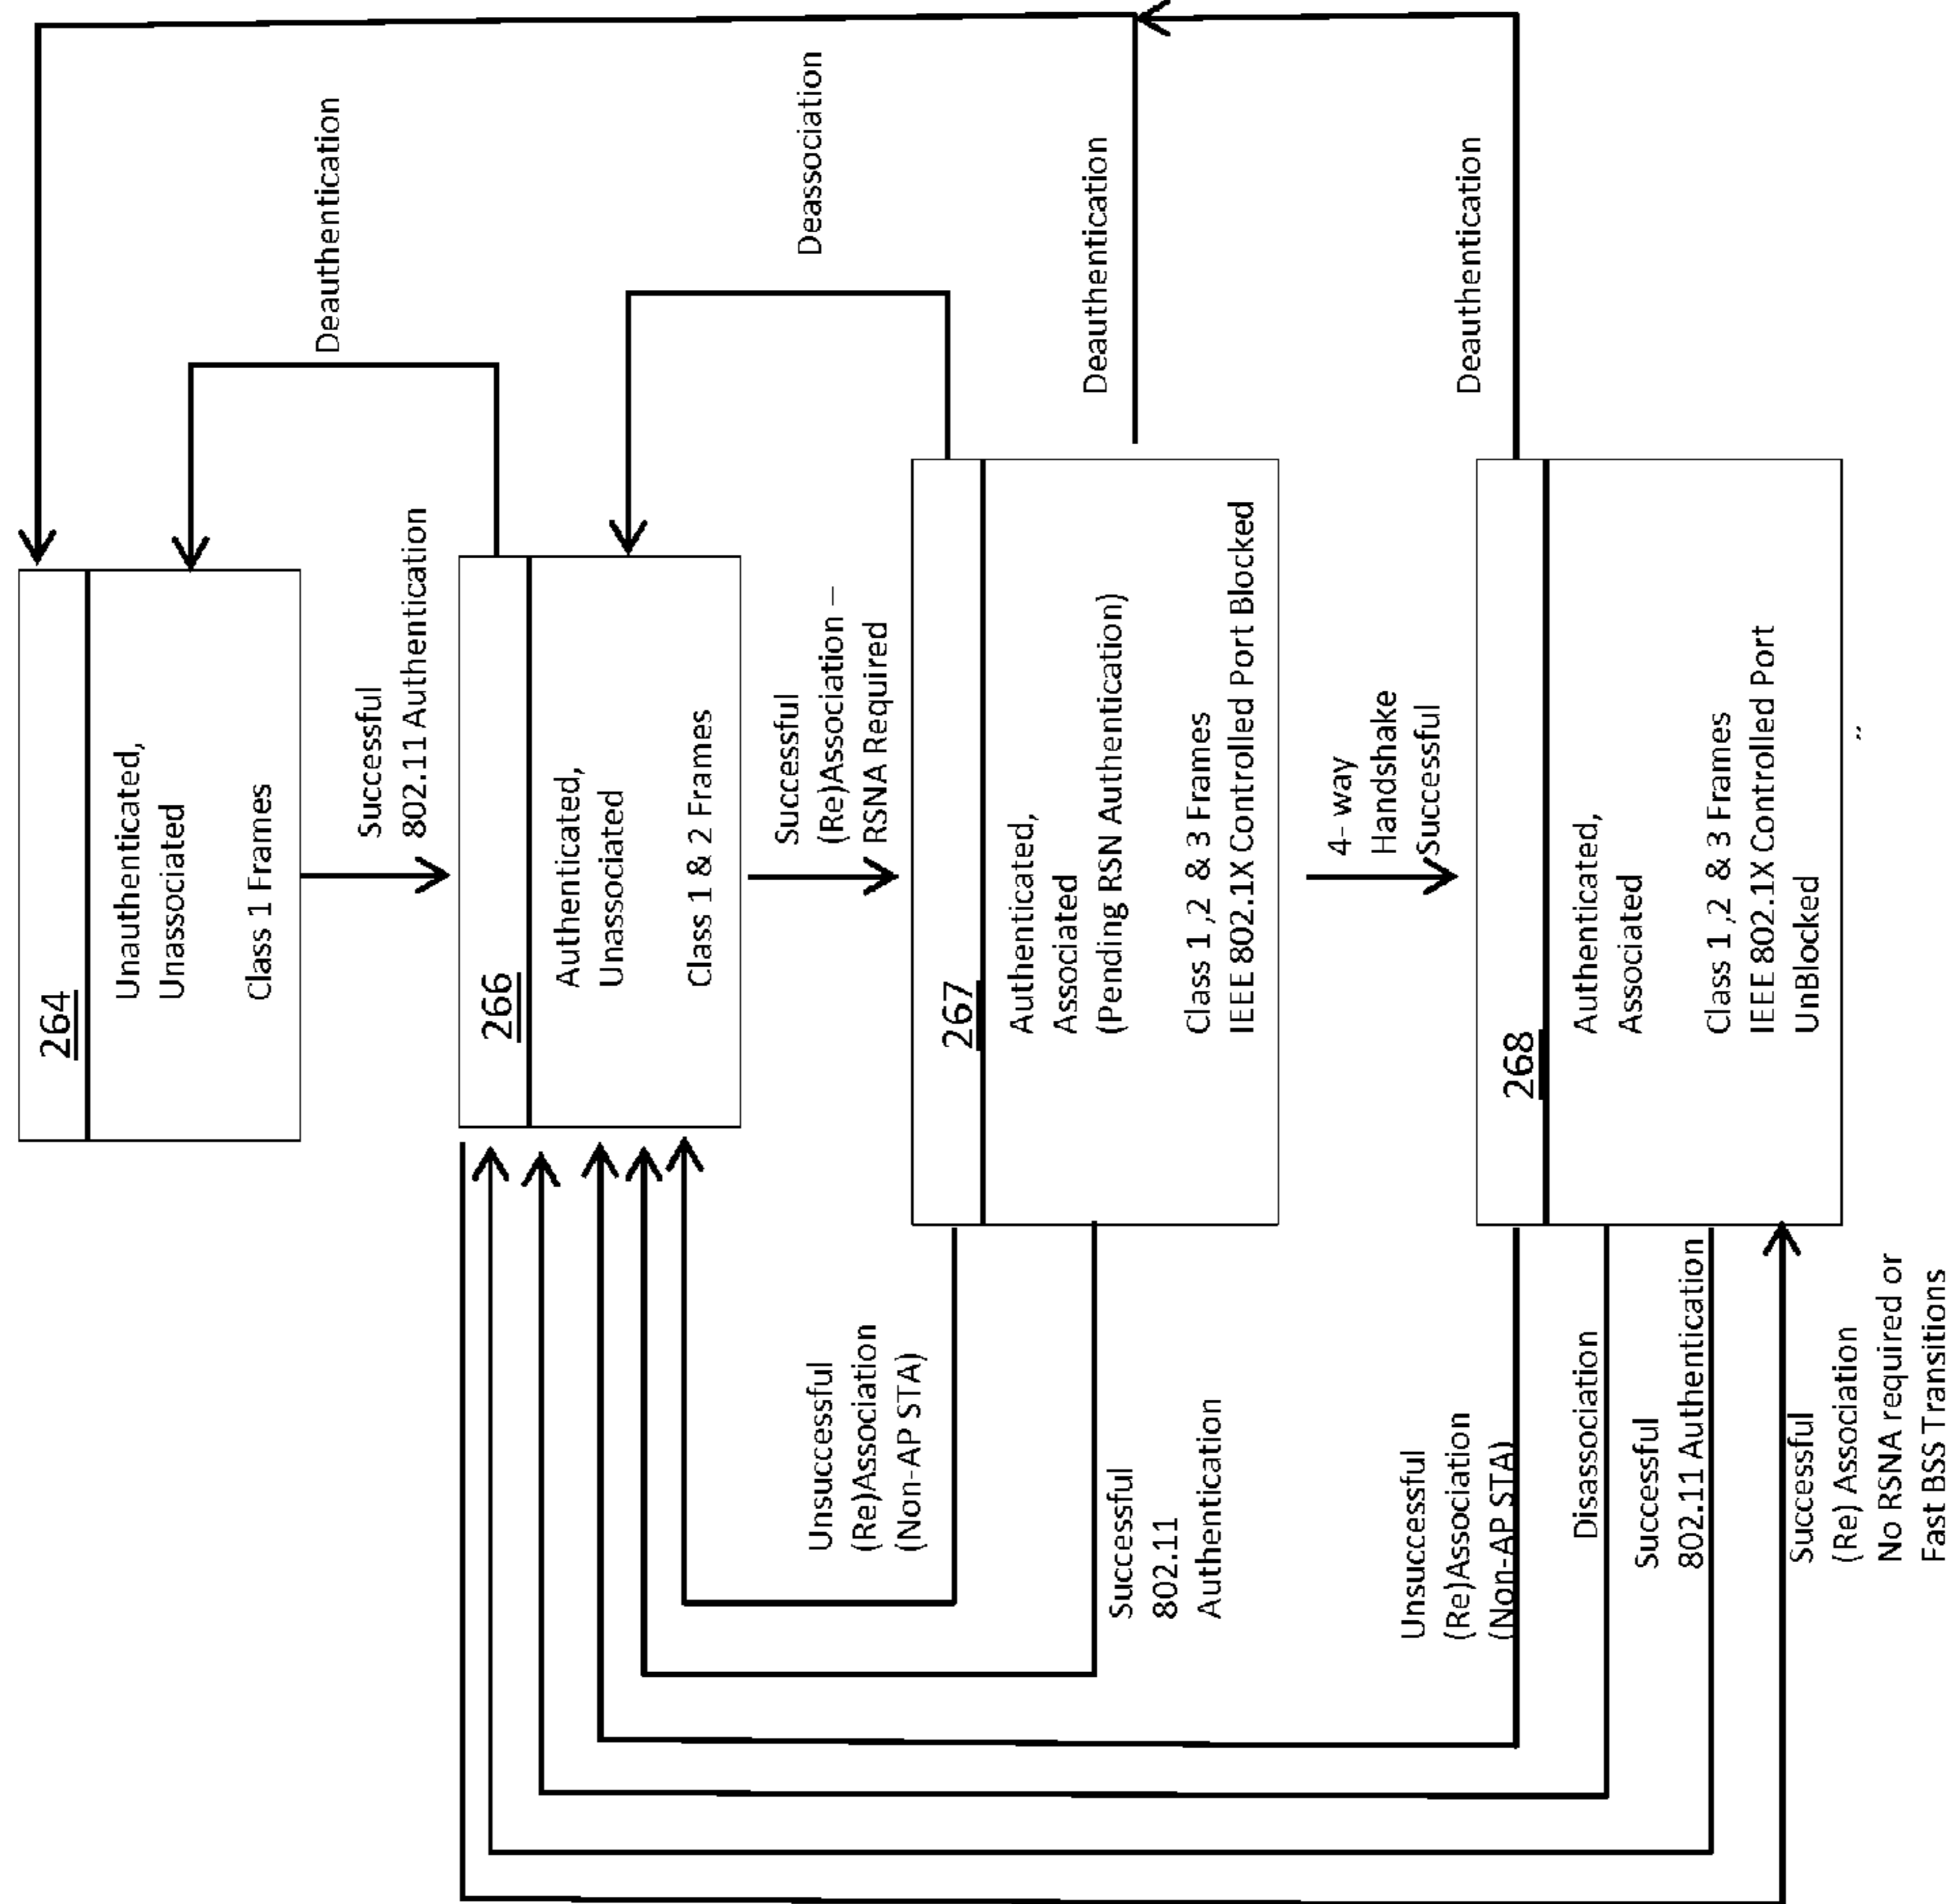 264
Unauthenticated,
Unassociated
Class 1 Frames
Deauthentication
Successful
802.11 Authentication
266
Authenticated,
Unassociated
Class 1 & 2 Frames
Deassociation
Successful
(Re)Association –
RSNA Required
Unsuccessful
(Re)Association
(Non-AP STA)
267
Authenticated,
Associated
(Pending RSN Authentication)
Class 1 ,2 & 3 Frames
IEEE 802.1X Controlled Port Blocked
Deauthentication
Successful
802.11
Authentication
4- way
Handshake
Successful
Deauthentication
Unsuccessful
(Re)Association
(Non-AP STA)
268
Authenticated,
Associated
Class 1 ,2 & 3 Frames
IEEE 802.1X Controlled Port
UnBlocked
Disassociation
Successful
802.11 Authentication
Successful
(Re) Association
No RSNA required or
Fast BSS Transitions
„